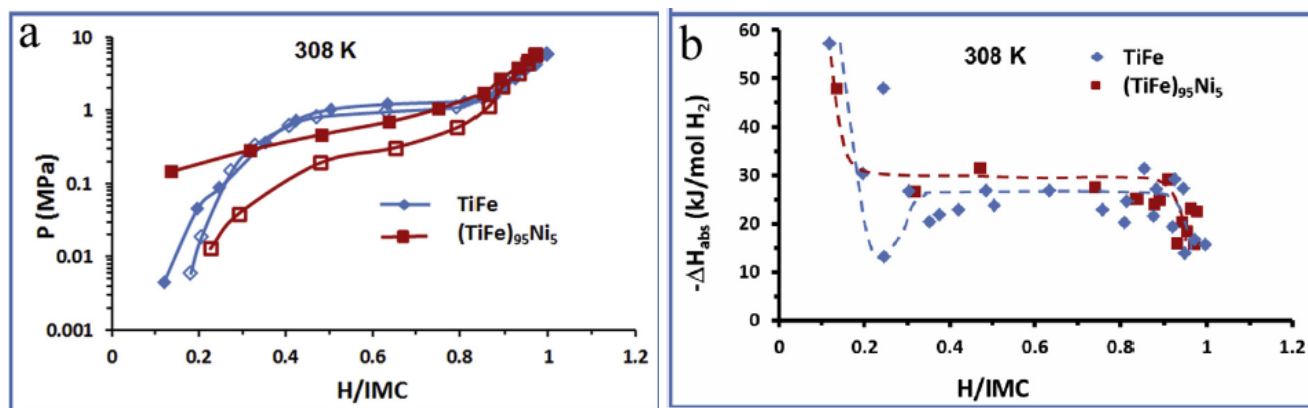 a
308 K
P (MPa)
10
1
0.1
0.01
0.001
TiFe
(TiFe)₉₅Ni₅
0
0.2
0.4
0.6
0.8
1
1.2
H/IMC
b
308 K
TiFe
(TiFe)₉₅Ni₅
-ΔH_abs (kJ/mol H₂)
60
50
40
30
20
10
0
0
0.2
0.4
0.6
0.8
1
1.2
H/IMC